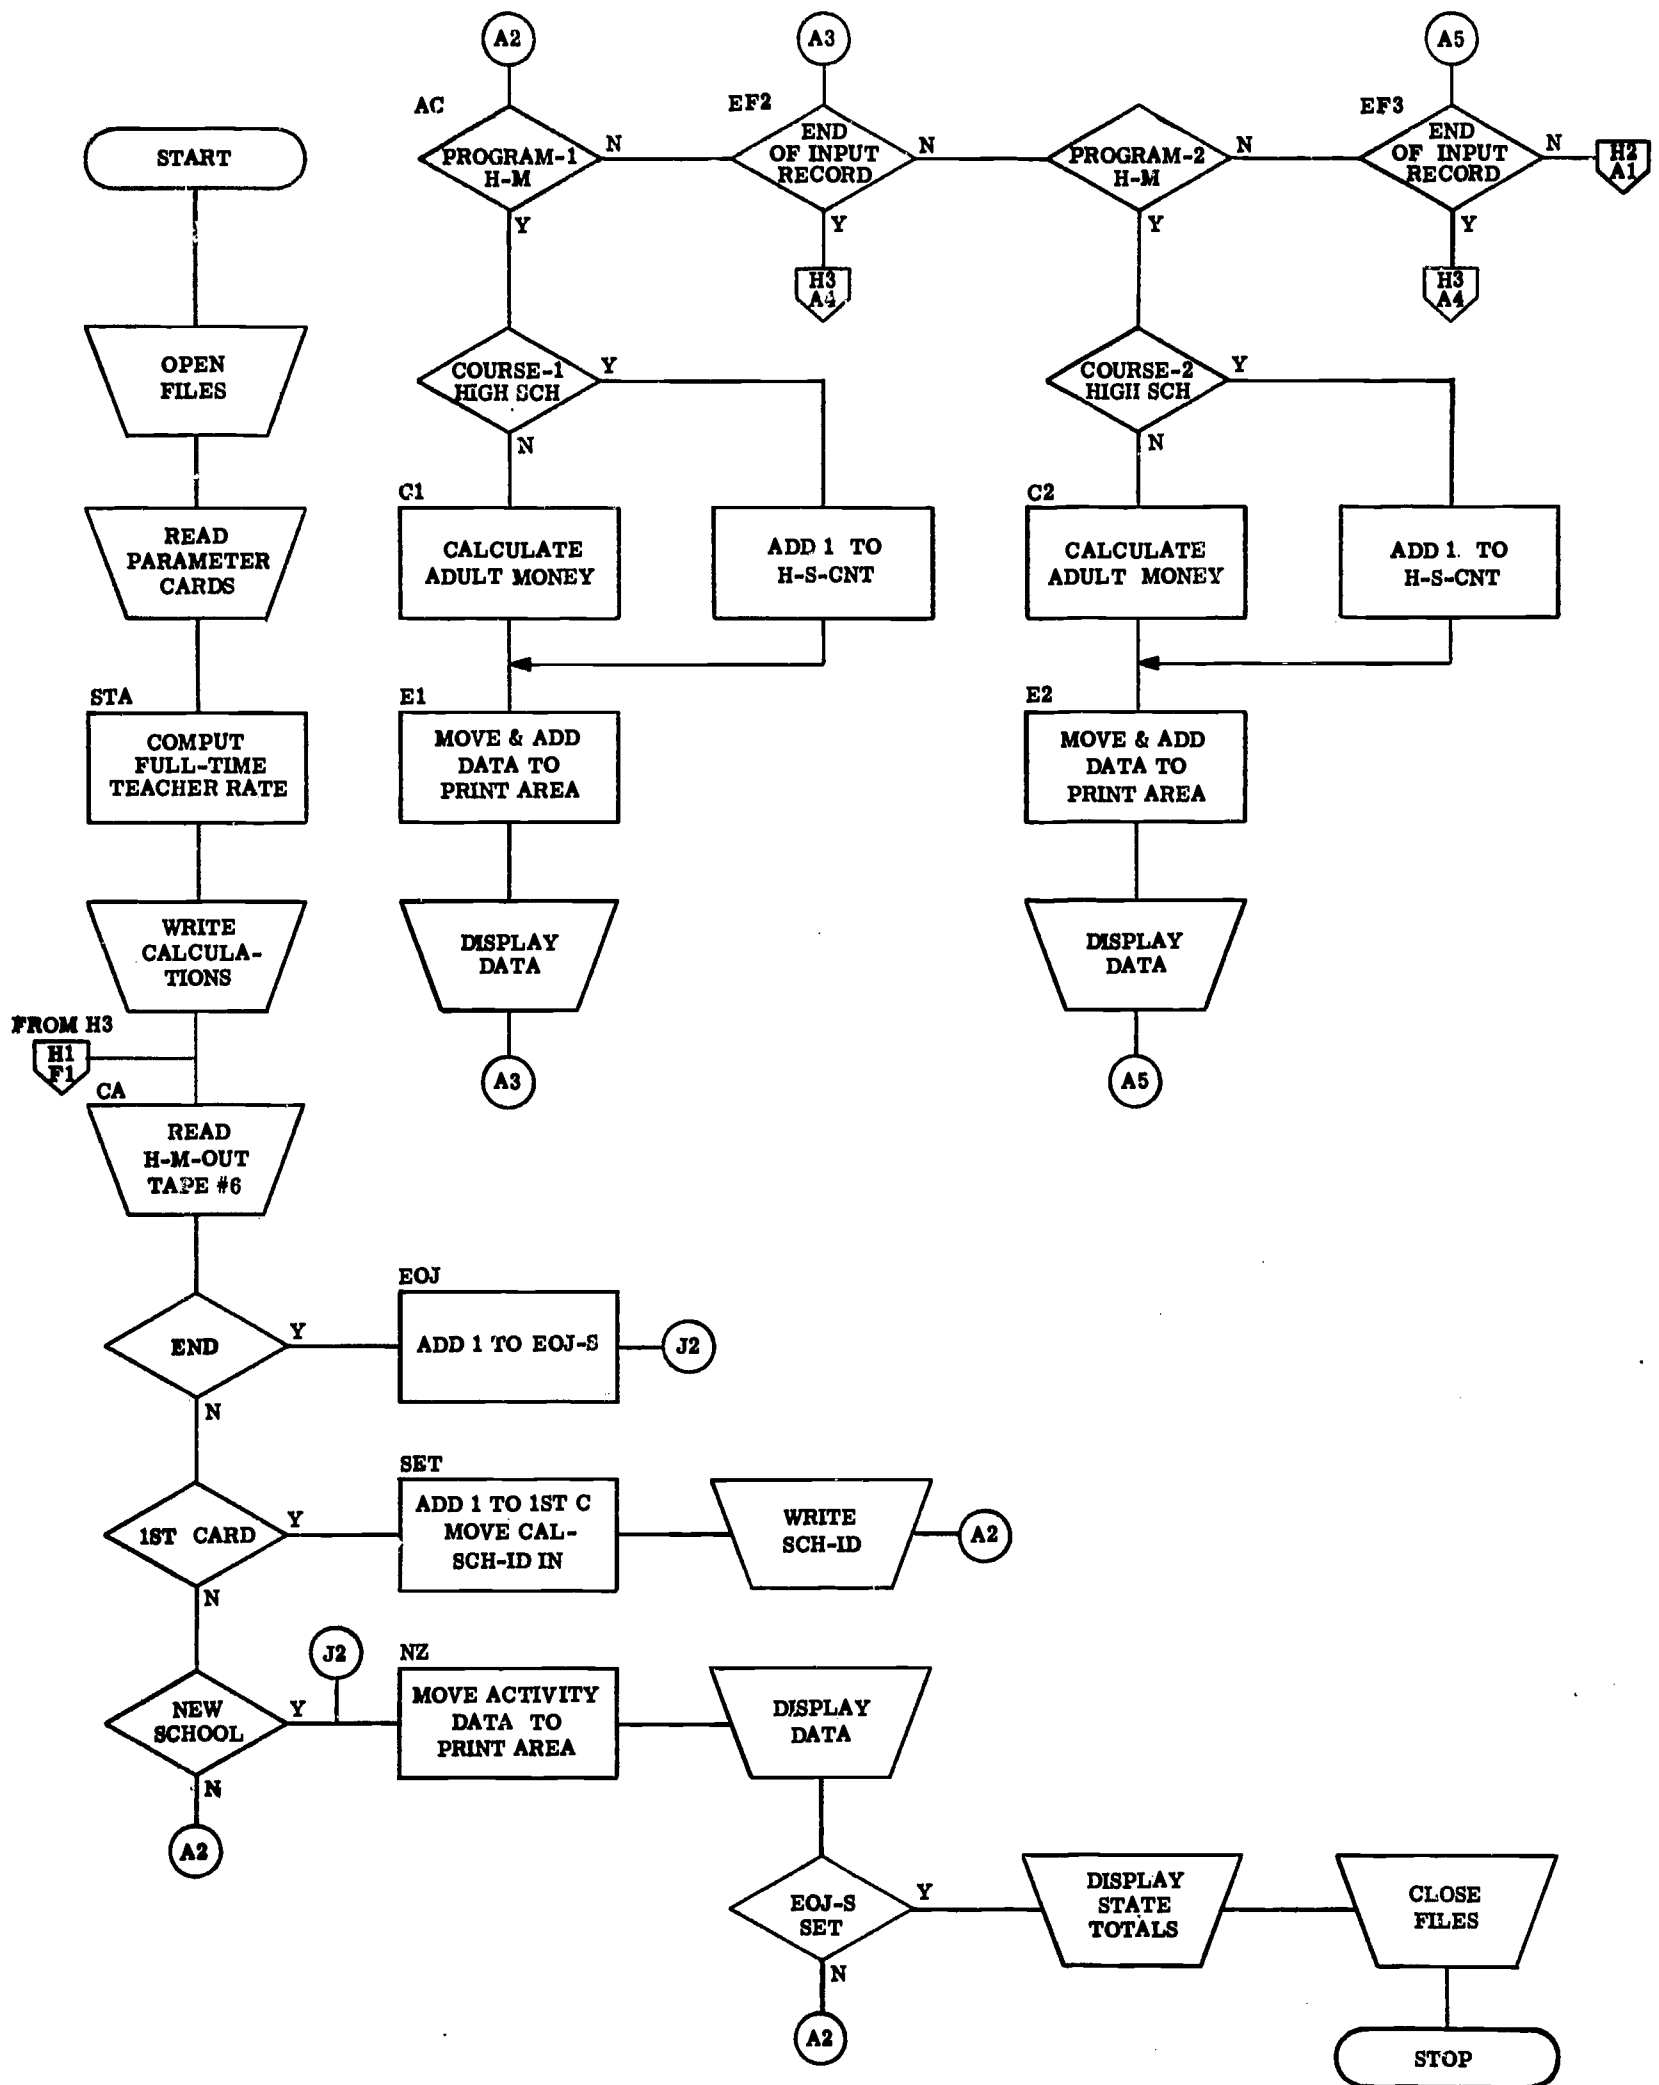 START
OPEN
FILES
READ
PARAMETER
CARDS
STA
COMPUT
FULL-TIME
TEACHER RATE
WRITE
CALCULA-
TIONS
FROM H3
H1
F1
CA
READ
H-M-OUT
TAPE #6
END
Y
N
EOJ
ADD 1 TO EOJ-S
J2
1ST CARD
Y
N
SET
ADD 1 TO 1ST C
MOVE CAL-
SCH-ID IN
WRITE
SCH-ID
A2
NEW
SCHOOL
Y
N
A2
J2
NZ
MOVE ACTIVITY
DATA TO
PRINT AREA
DISPLAY
DATA
EOJ-S
SET
Y
N
A2
DISPLAY
STATE
TOTALS
CLOSE
FILES
STOP
A2
AC
PROGRAM-1
H-M
N
Y
COURSE-1
HIGH SCH
Y
N
C1
CALCULATE
ADULT MONEY
ADD 1 TO
H-S-CNT
E1
MOVE & ADD
DATA TO
PRINT AREA
DISPLAY
DATA
A3
A3
EF2
END
OF INPUT
RECORD
N
Y
H3
A4
PROGRAM-2
H-M
N
Y
COURSE-2
HIGH SCH
Y
N
C2
CALCULATE
ADULT MONEY
ADD 1. TO
H-S-CNT
E2
MOVE & ADD
DATA TO
PRINT AREA
DISPLAY
DATA
A5
A5
EF3
END
OF INPUT
RECORD
N
H2
A1
Y
H3
A4